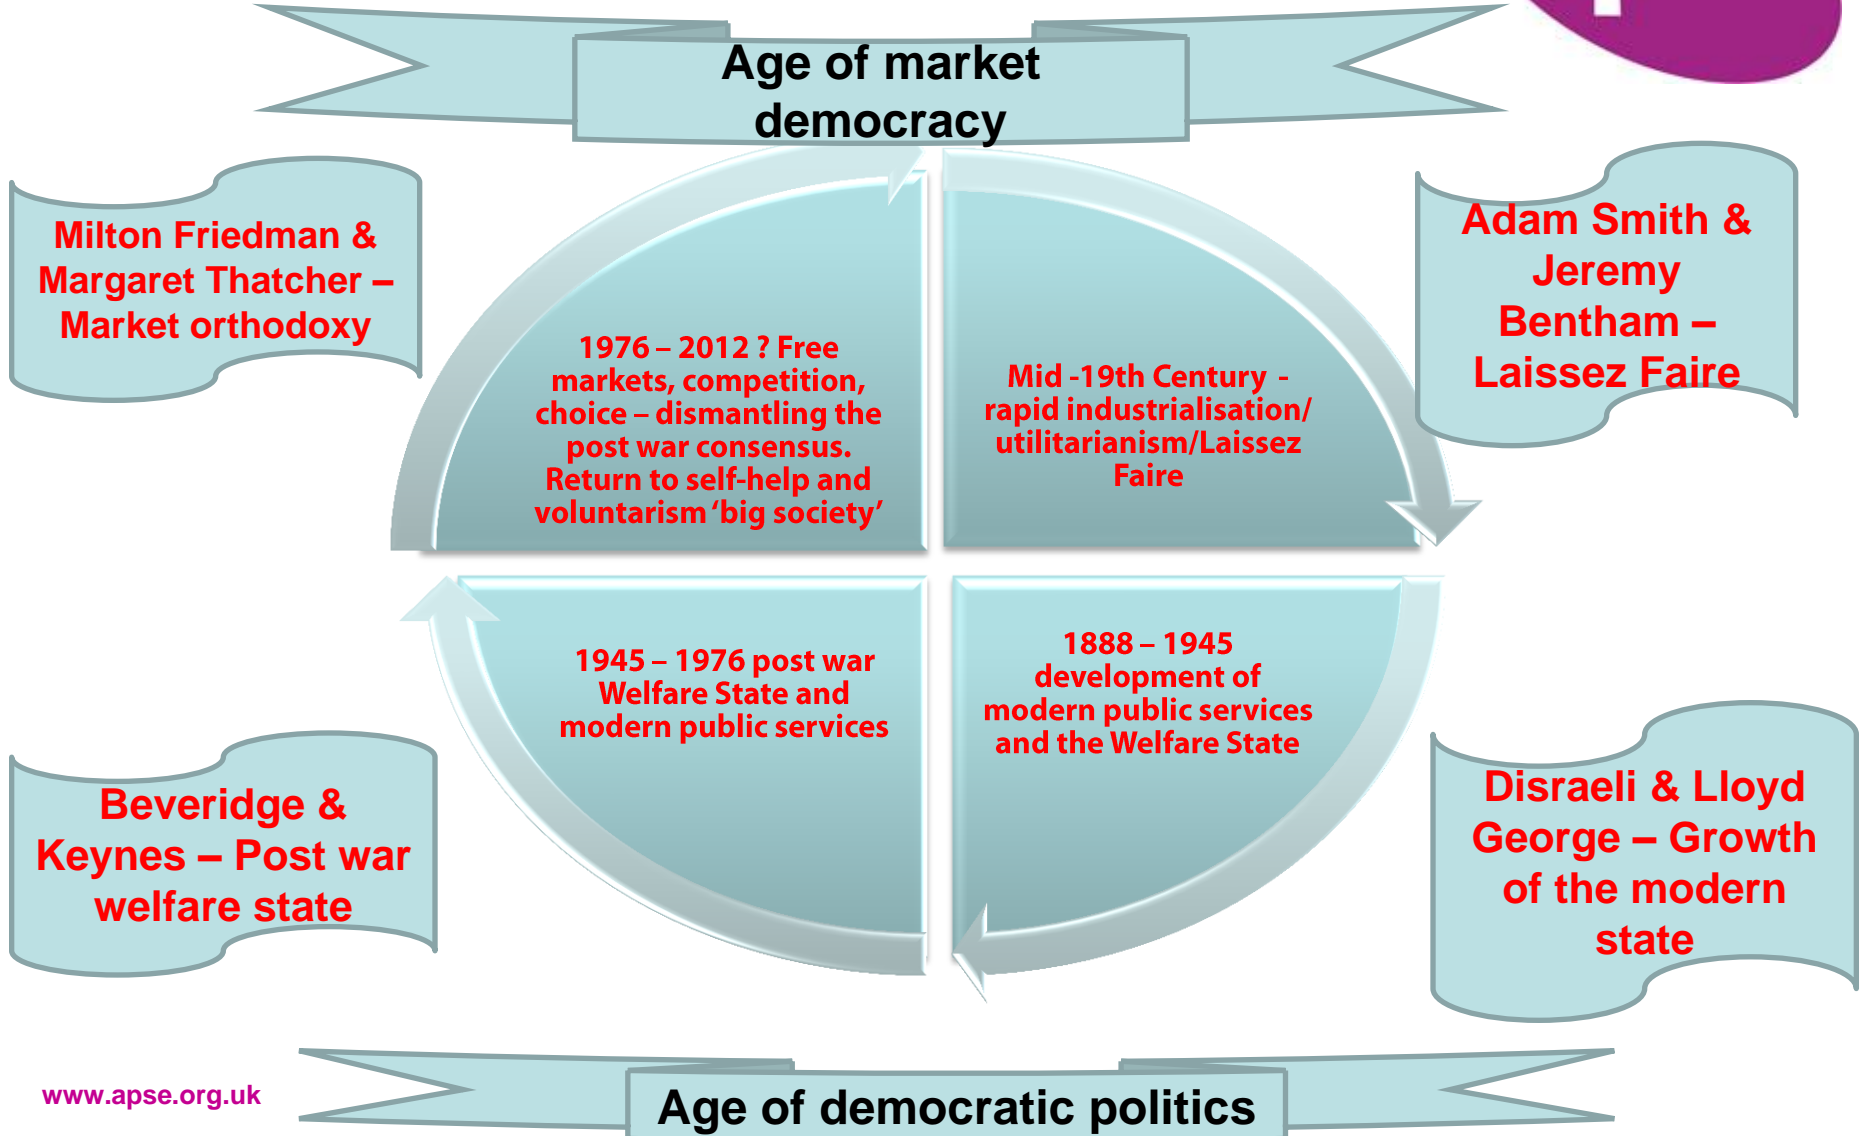 Age of market
democracy
Milton Friedman &
Margaret Thatcher –
Market orthodoxy
Adam Smith &
Jeremy
Bentham –
Laissez Faire
1976 – 2012 ? Free
markets, competition,
choice – dismantling the
post war consensus.
Return to self-help and
voluntarism ‘big society’
Mid -19th Century -
rapid industrialisation/
utilitarianism/Laissez
Faire
1945 – 1976 post war
Welfare State and
modern public services
1888 – 1945
development of
modern public services
and the Welfare State
Beveridge &
Keynes – Post war
welfare state
Disraeli & Lloyd
George – Growth
of the modern
state
www.apse.org.uk
Age of democratic politics